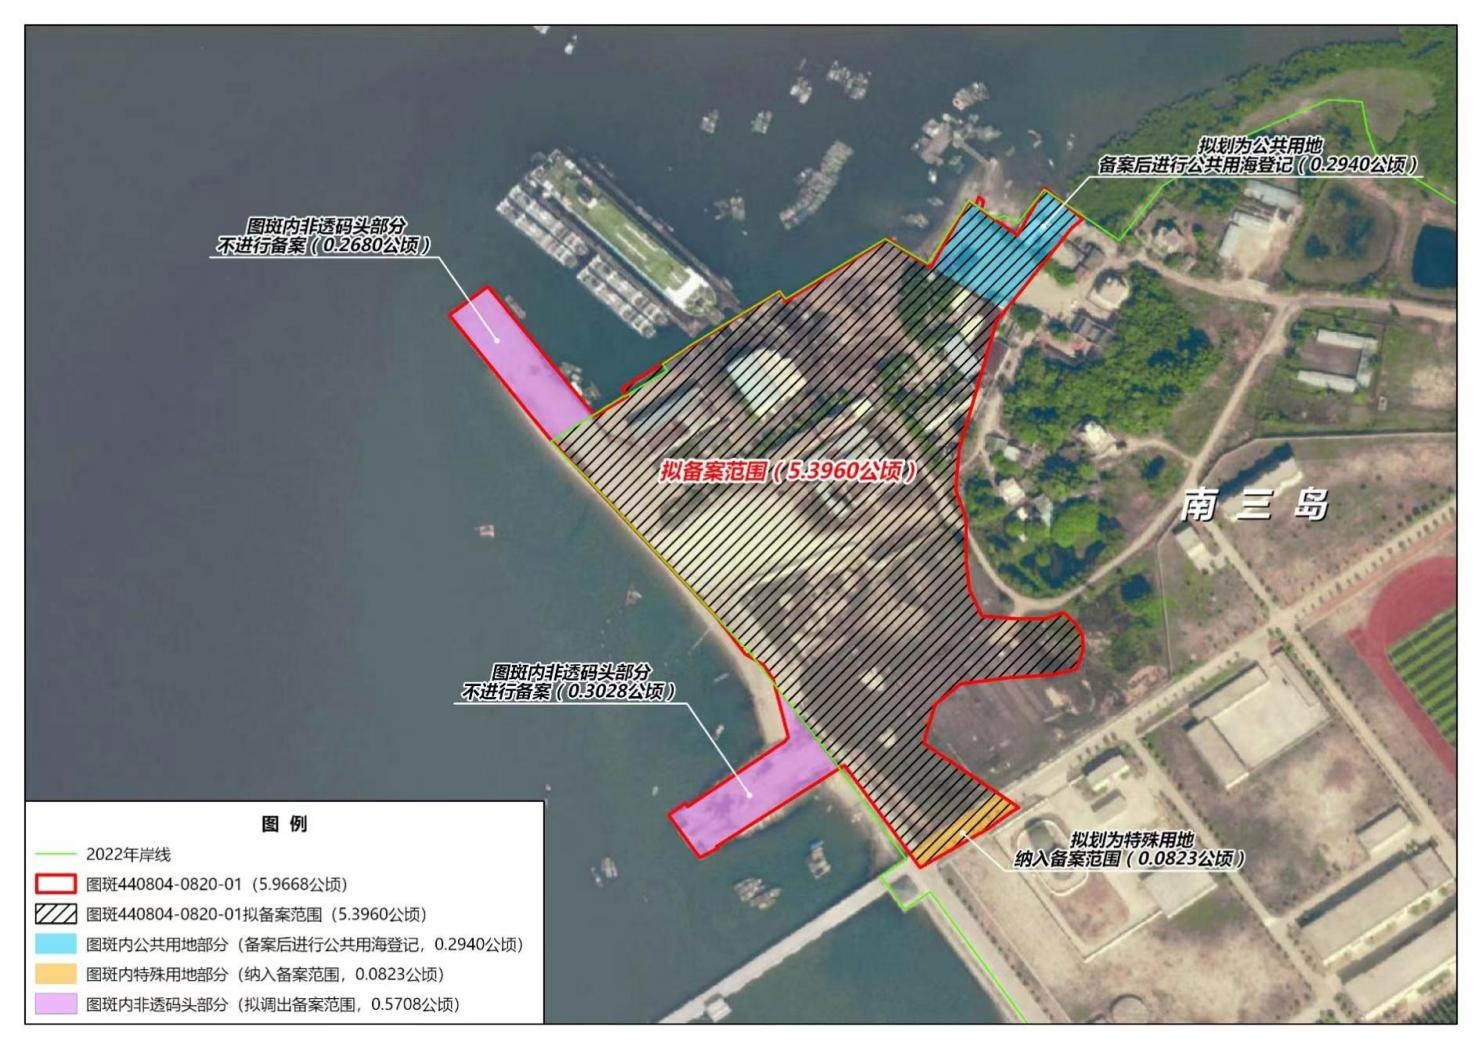 拟划为公共用地
备案后进行公共用海登记（0.2940公顷）
图斑内非透码头部分
不进行备案（0.2680公顷）
拟备案范围（5.3960公顷）
南三岛
图斑内非透码头部分
不进行备案（0.3028公顷）
拟划为特殊用地
纳入备案范围（0.0823公顷）
图 例
2022年岸线
图斑440804-0820-01（5.9668公顷）
图斑440804-0820-01拟备案范围（5.3960公顷）
图斑内公共用地部分（备案后进行公共用海登记，0.2940公顷）
图斑内特殊用地部分（纳入备案范围，0.0823公顷）
图斑内非透码头部分（拟调出备案范围，0.5708公顷）